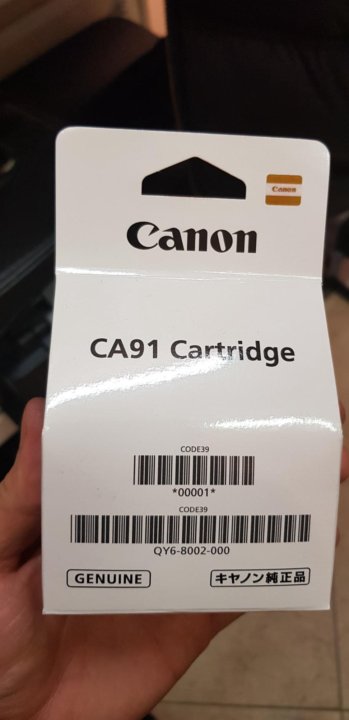 Canon
Canon
CA91 Cartridge
CODE39
*00001*
CODE39
QY6-8002-000
GENUINE
キヤノン純正品